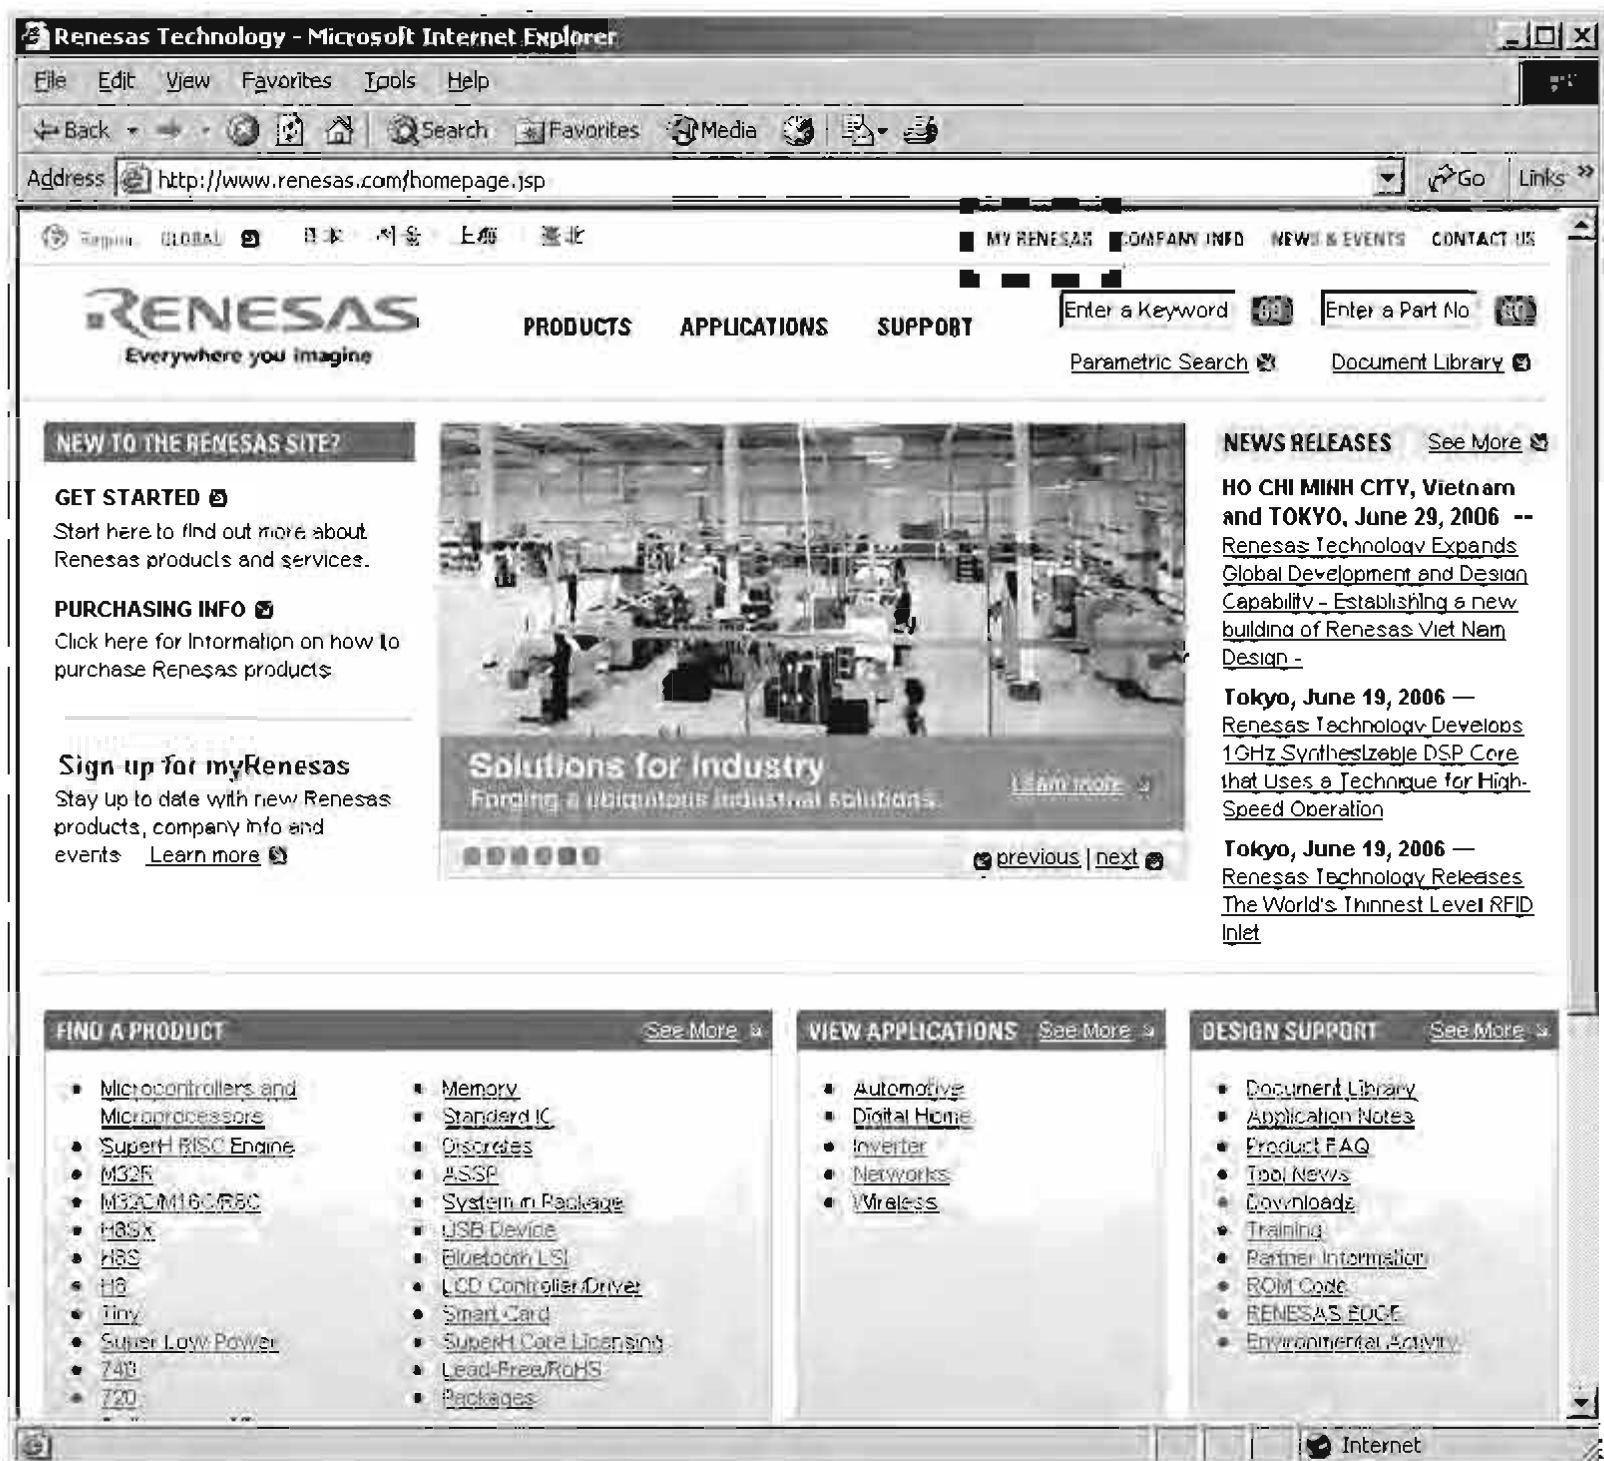 Renesas Technology - Microsoft Internet Explorer
File Edit View Favorites Tools Help
Back Search Favorites Media
Address http://www.renesas.com/homepage.jsp Go Links »
Region: GLOBAL 日本 서울 上海 臺北 MY RENESAS COMPANY INFO NEWS & EVENTS CONTACT US
RENESAS
Everywhere you imagine
PRODUCTS APPLICATIONS SUPPORT
Enter a Keyword GO Enter a Part No GO
Parametric Search Document Library
NEW TO THE RENESAS SITE?
GET STARTED
Start here to find out more about
Renesas products and services.
PURCHASING INFO
Click here for information on how to
purchase Renesas products
Sign up for myRenesas
Stay up to date with new Renesas
products, company info and
events Learn more
Solutions for industry
Forging a ubiquitous industrial solutions.
Learn more
previous | next
NEWS RELEASES See More
HO CHI MINH CITY, Vietnam
and TOKYO, June 29, 2006 --
Renesas Technology Expands
Global Development and Design
Capability - Establishing a new
building of Renesas Viet Nam
Design -
Tokyo, June 19, 2006 —
Renesas Technology Develops
1GHz Synthesizable DSP Core
that Uses a Technique for High-
Speed Operation
Tokyo, June 19, 2006 —
Renesas Technology Releases
The World's Thinnest Level RFID
Inlet
FIND A PRODUCT See More
Microcontrollers and
Microprocessors
SuperH RISC Engine
M32R
M32C/M16C/R8C
H8SX
H8S
H8
Tiny
Super Low Power
740
720
Memory
Standard IC
Discretes
ASSP
System in Package
USB Device
Bluetooth LSI
LCD Controller/Driver
Smart Card
SuperH Core Licensing
Lead-Free/RoHS
Packages
VIEW APPLICATIONS See More
Automotive
Digital Home
Inverter
Networks
Wireless
DESIGN SUPPORT See More
Document Library
Application Notes
Product FAQ
Tool News
Downloads
Training
Partner Information
ROM Code
RENESAS EDGE
Environmental Activity
Internet